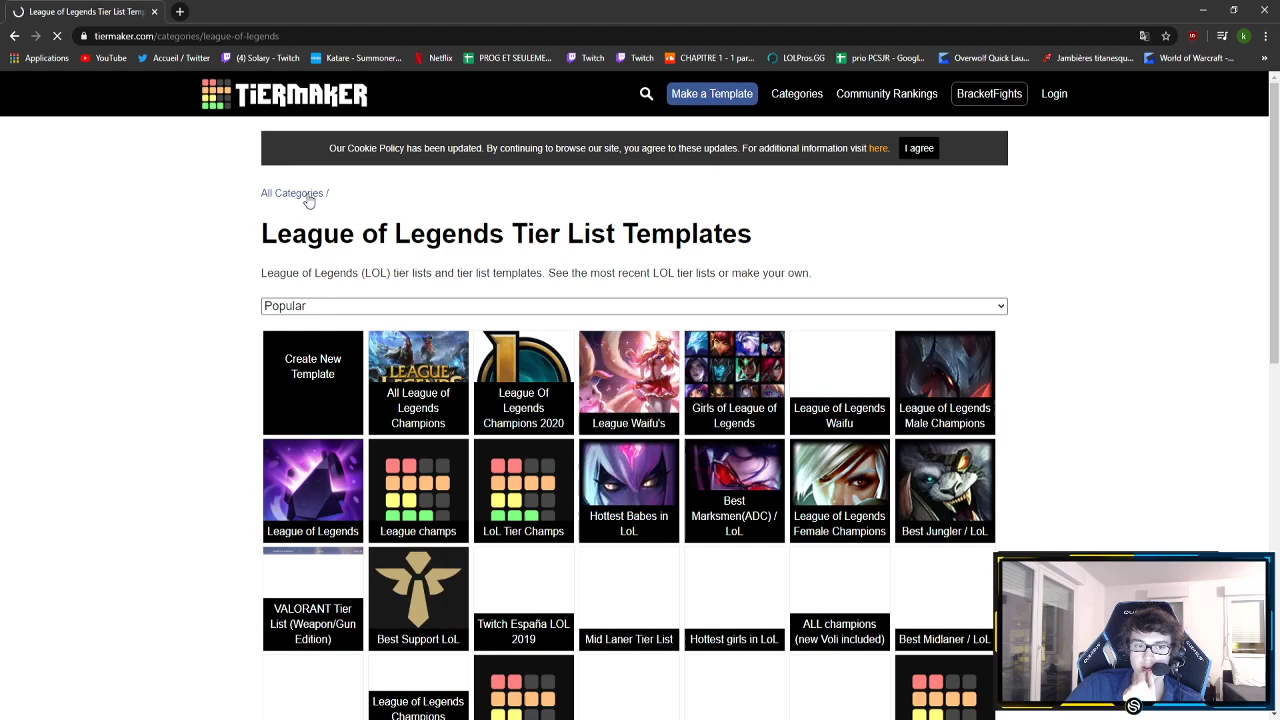 League of Legends Tier List Temp
tiermaker.com/categories/league-of-legends
k
Applications
YouTube
Accueil / Twitter
(4) Solary - Twitch
Katare - Summoner...
Netflix
PROG ET SEULEME...
Twitch
Twitch
CHAPITRE 1 - 1 par...
LOLPros.GG
prio PCSJR - Googl...
Overwolf Quick Lau...
Jambières titanesqu...
World of Warcraft -...
TIERMAKER
Make a Template
Categories
Community Rankings
BracketFights
Login
Our Cookie Policy has been updated. By continuing to browse our site, you agree to these updates. For additional information visit here.
I agree
All Categories /
League of Legends Tier List Templates
League of Legends (LOL) tier lists and tier list templates. See the most recent LOL tier lists or make your own.
Popular
Create New
Template
LEAGUE
All League of
Legends
Champions
League Of
Legends
Champions 2020
League Waifu's
Girls of League of
Legends
League of Legends
Waifu
League of Legends
Male Champions
League of Legends
League champs
LoL Tier Champs
Hottest Babes in
LoL
Best
Marksmen(ADC) /
LoL
League of Legends
Female Champions
Best Jungler / LoL
VALORANT Tier
List (Weapon/Gun
Edition)
Best Support LoL
Twitch España LOL
2019
Mid Laner Tier List
Hottest girls in LoL
ALL champions
(new Voli included)
Best Midlaner / LoL
League of Legends
Champions